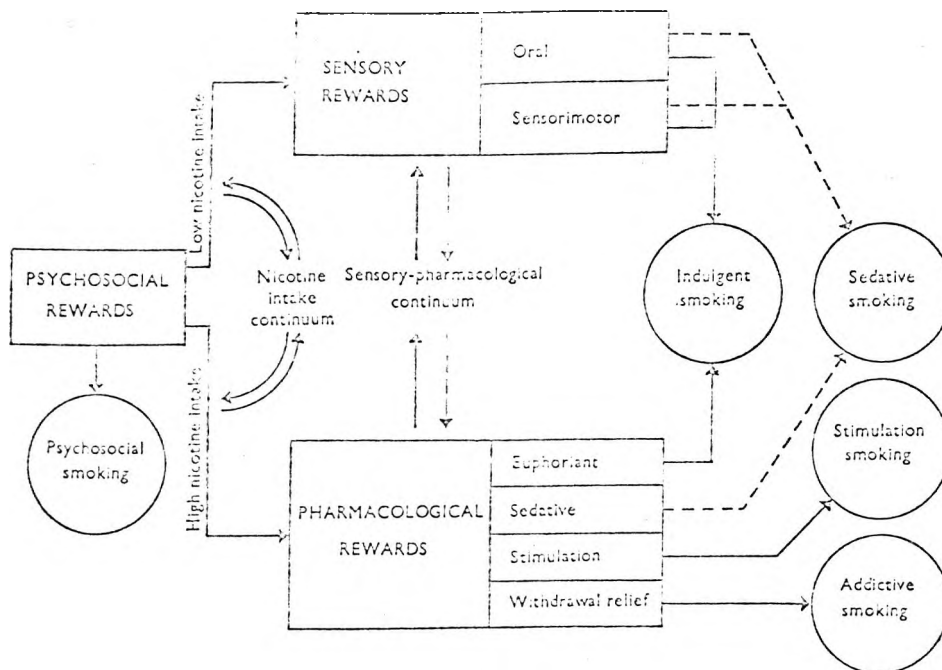 SENSORY
REWARDS
Oral
Sensorimotor
Low nicotine intake
PSYCHOSOCIAL
REWARDS
Nicotine
intake
continuum
Sensory-pharmacological
continuum
Indulgent
smoking
Sedative
smoking
Psychosocial
smoking
High nicotine intake
Stimulation
smoking
PHARMACOLOGICAL
REWARDS
Euphoriant
Sedative
Stimulation
Withdrawal relief
Addictive
smoking